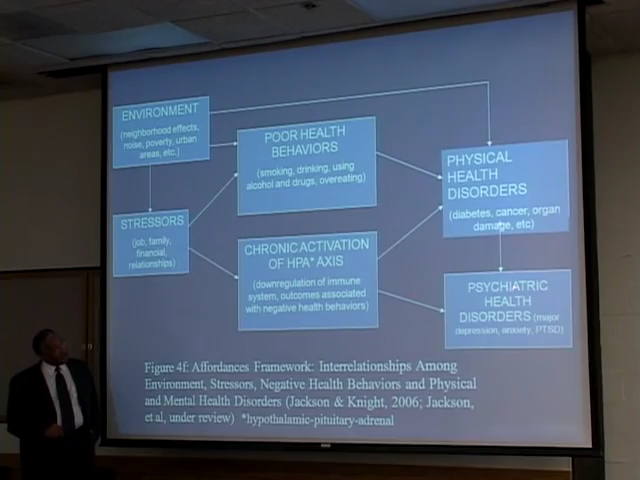 ENVIRONMENT
(neighborhood effects,
noise, poverty, urban
areas, etc.)
POOR HEALTH
BEHAVIORS
(smoking, drinking, using
alcohol and drugs, overeating)
PHYSICAL
HEALTH
DISORDERS
(diabetes, cancer, organ
damage, etc)
STRESSORS
(job, family,
financial,
relationships)
CHRONIC ACTIVATION
OF HPA* AXIS
(downregulation of immune
system, outcomes associated
with negative health behaviors)
PSYCHIATRIC
HEALTH
DISORDERS (major
depression, anxiety, PTSD)
Figure 4f: Affordances Framework: Interrelationships Among
Environment, Stressors, Negative Health Behaviors and Physical
and Mental Health Disorders (Jackson & Knight, 2006; Jackson,
et al, under review) *hypothalamic-pituitary-adrenal